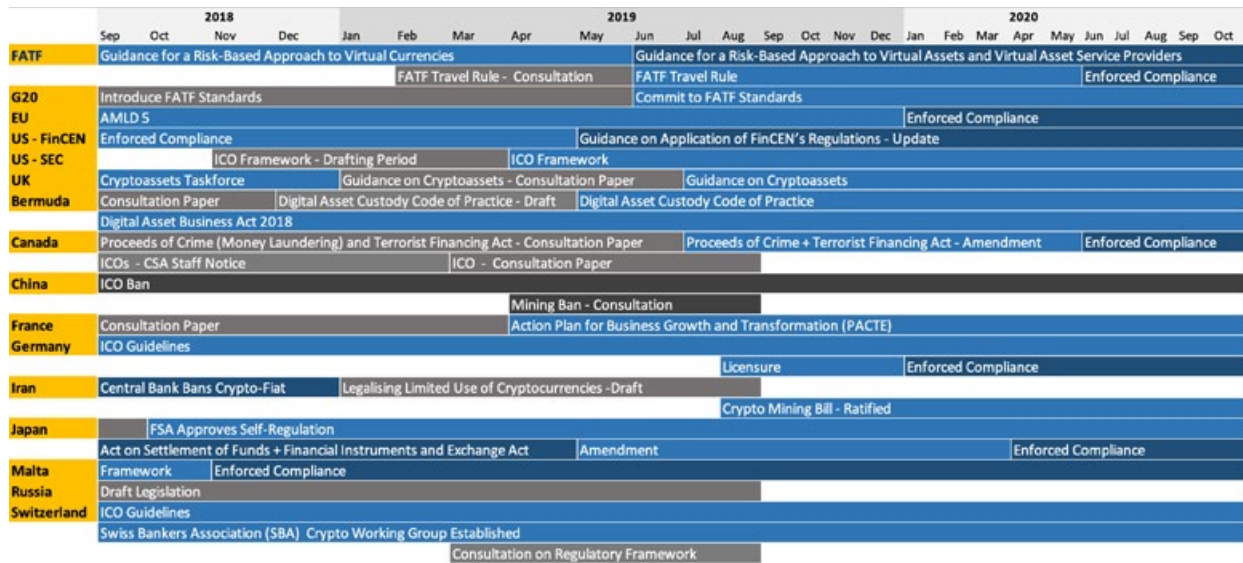 2018 2019 2020
Sep Oct Nov Dec Jan Feb Mar Apr May Jun Jul Aug Sep Oct Nov Dec Jan Feb Mar Apr May Jun Jul Aug Sep Oct
FATF Guidance for a Risk-Based Approach to Virtual Currencies Guidance for a Risk-Based Approach to Virtual Assets and Virtual Asset Service Providers
FATF Travel Rule - Consultation FATF Travel Rule Enforced Compliance
G20 Introduce FATF Standards Commit to FATF Standards
EU AMLD 5 Enforced Compliance
US - FinCEN Enforced Compliance Guidance on Application of FinCEN's Regulations - Update
US - SEC ICO Framework - Drafting Period ICO Framework
UK Cryptoassets Taskforce Guidance on Cryptoassets - Consultation Paper Guidance on Cryptoassets
Bermuda Consultation Paper Digital Asset Custody Code of Practice - Draft Digital Asset Custody Code of Practice
Digital Asset Business Act 2018
Canada Proceeds of Crime (Money Laundering) and Terrorist Financing Act - Consultation Paper Proceeds of Crime + Terrorist Financing Act - Amendment Enforced Compliance
ICOs - CSA Staff Notice ICO - Consultation Paper
China ICO Ban
Mining Ban - Consultation
France Consultation Paper Action Plan for Business Growth and Transformation (PACTE)
Germany ICO Guidelines
Licensure Enforced Compliance
Iran Central Bank Bans Crypto-Fiat Legalising Limited Use of Cryptocurrencies -Draft
Crypto Mining Bill - Ratified
Japan FSA Approves Self-Regulation
Act on Settlement of Funds + Financial Instruments and Exchange Act Amendment Enforced Compliance
Malta Framework Enforced Compliance
Russia Draft Legislation
Switzerland ICO Guidelines
Swiss Bankers Association (SBA) Crypto Working Group Established
Consultation on Regulatory Framework